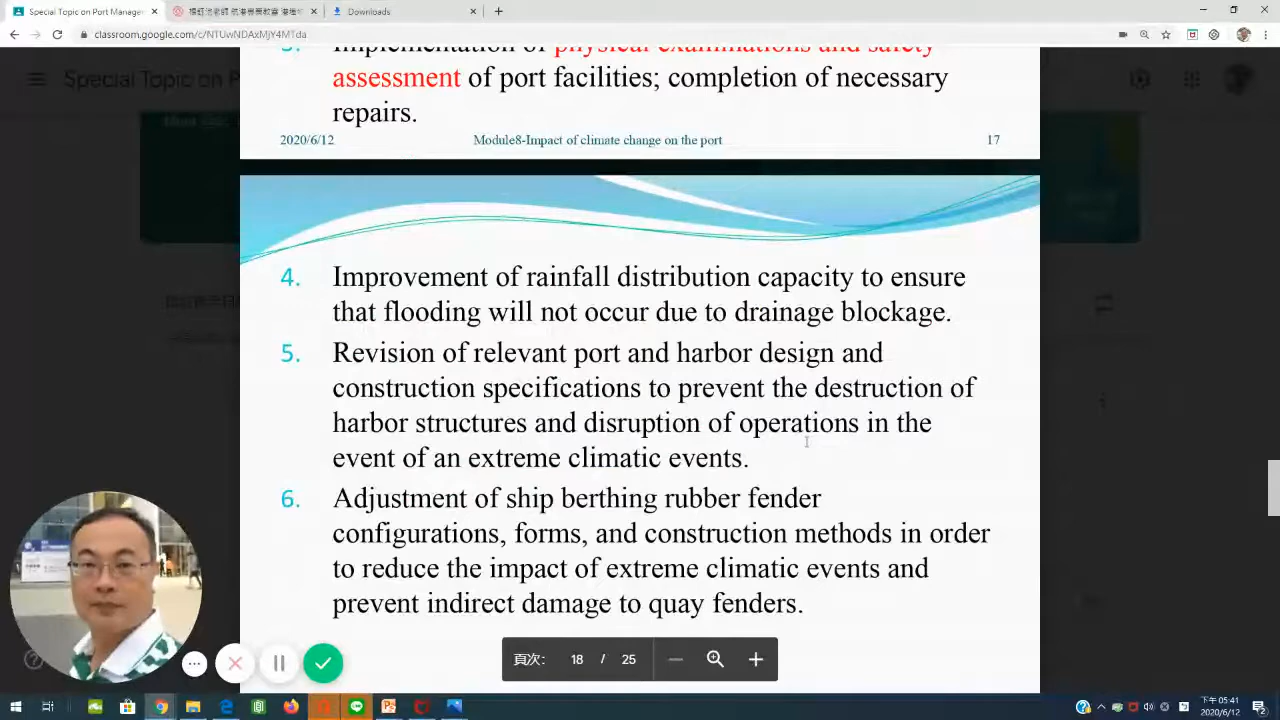 Special Topic on Port Managem
Downloads
classroom.google.com/c/NTUwNDAxMjY4MTda
Special Topic on P
3. Implementation of physical examinations and safety
assessment of port facilities; completion of necessary
repairs.
2020/6/12 Module8-Impact of climate change on the port 17
4. Improvement of rainfall distribution capacity to ensure
that flooding will not occur due to drainage blockage.
5. Revision of relevant port and harbor design and
construction specifications to prevent the destruction of
harbor structures and disruption of operations in the
event of an extreme climatic events.
6. Adjustment of ship berthing rubber fender
configurations, forms, and construction methods in order
to reduce the impact of extreme climatic events and
prevent indirect damage to quay fenders.
頁次: 18 / 25
下午 05:41
2020/6/12